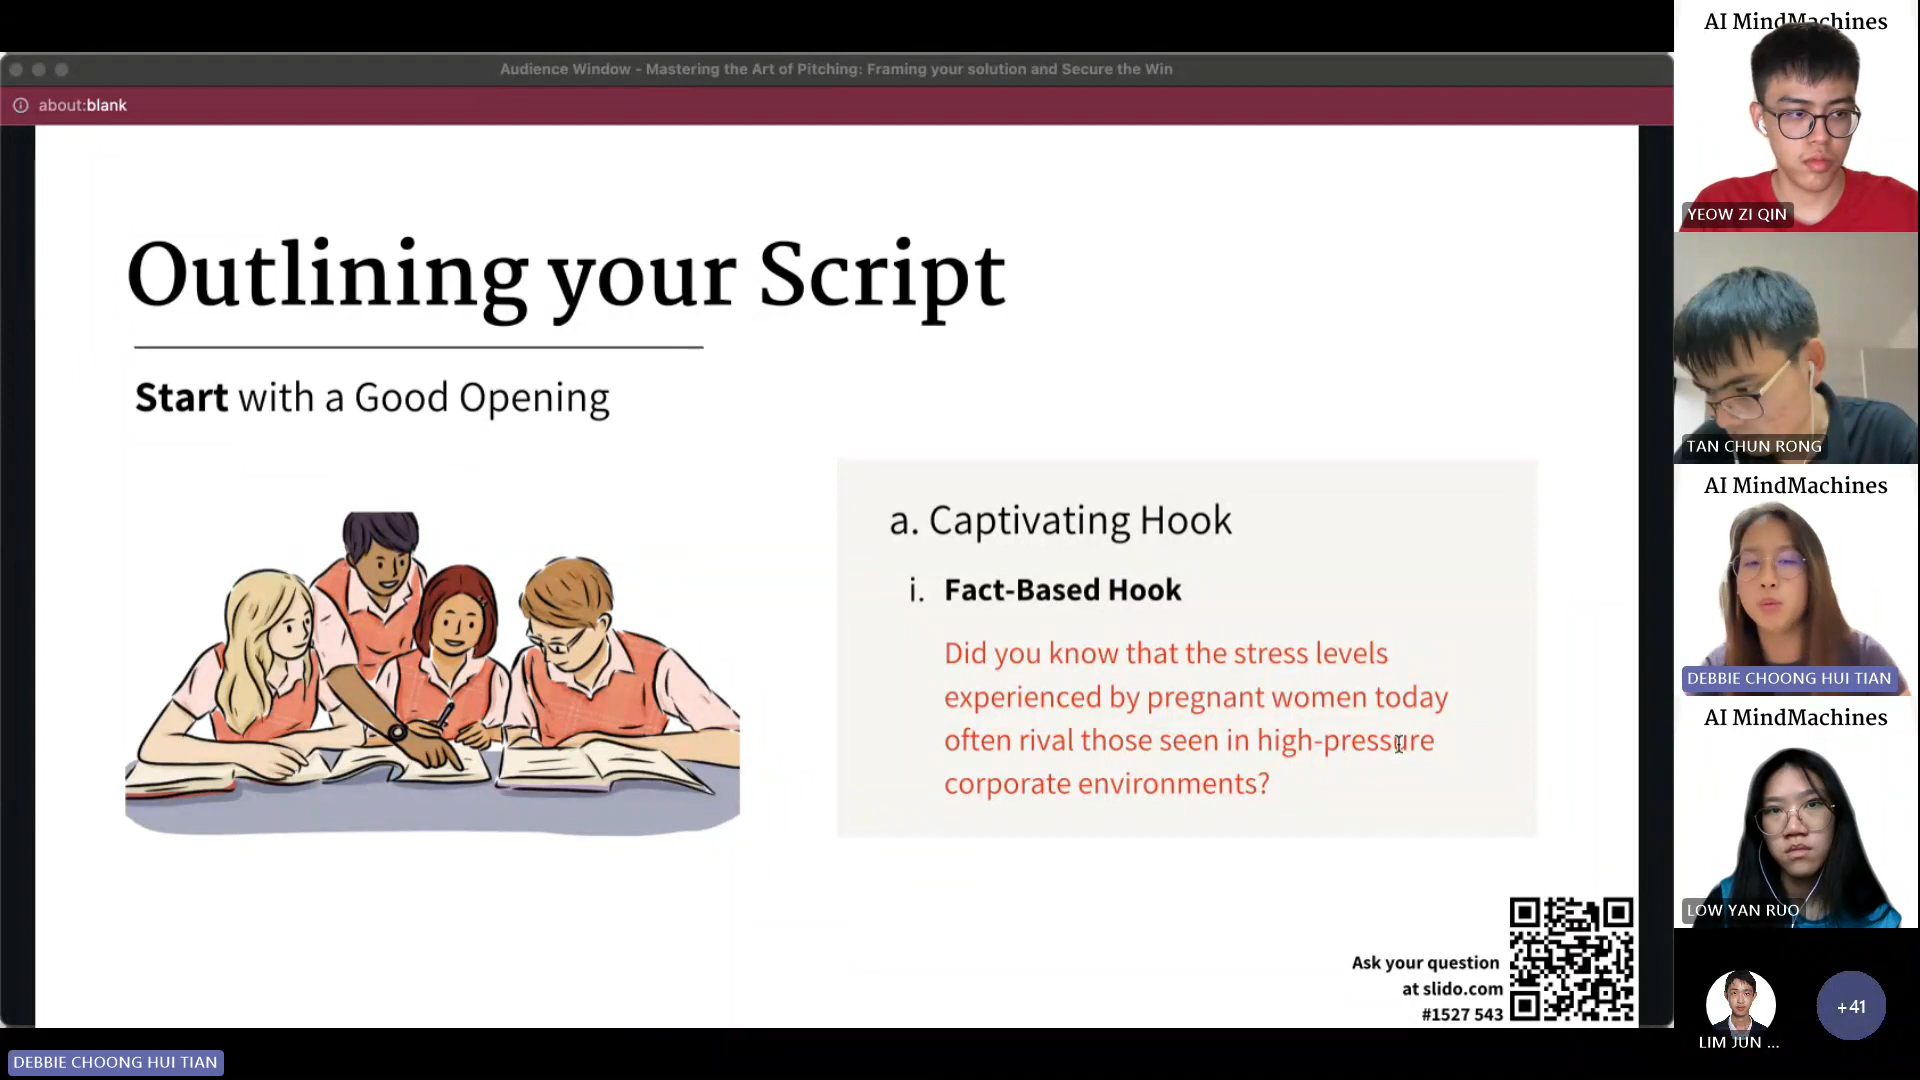 Audience Window - Mastering the Art of Pitching: Framing your solution and Secure the Win
about:blank
Outlining your Script
Start with a Good Opening
a. Captivating Hook
i. Fact-Based Hook
Did you know that the stress levels
experienced by pregnant women today
often rival those seen in high-pressure
corporate environments?
Ask your question
at slido.com
#1527 543
AI MindMachines
YEOW ZI QIN
TAN CHUN RONG
AI MindMachines
DEBBIE CHOONG HUI TIAN
AI MindMachines
LOW YAN RUO
LIM JUN ...
+41
DEBBIE CHOONG HUI TIAN